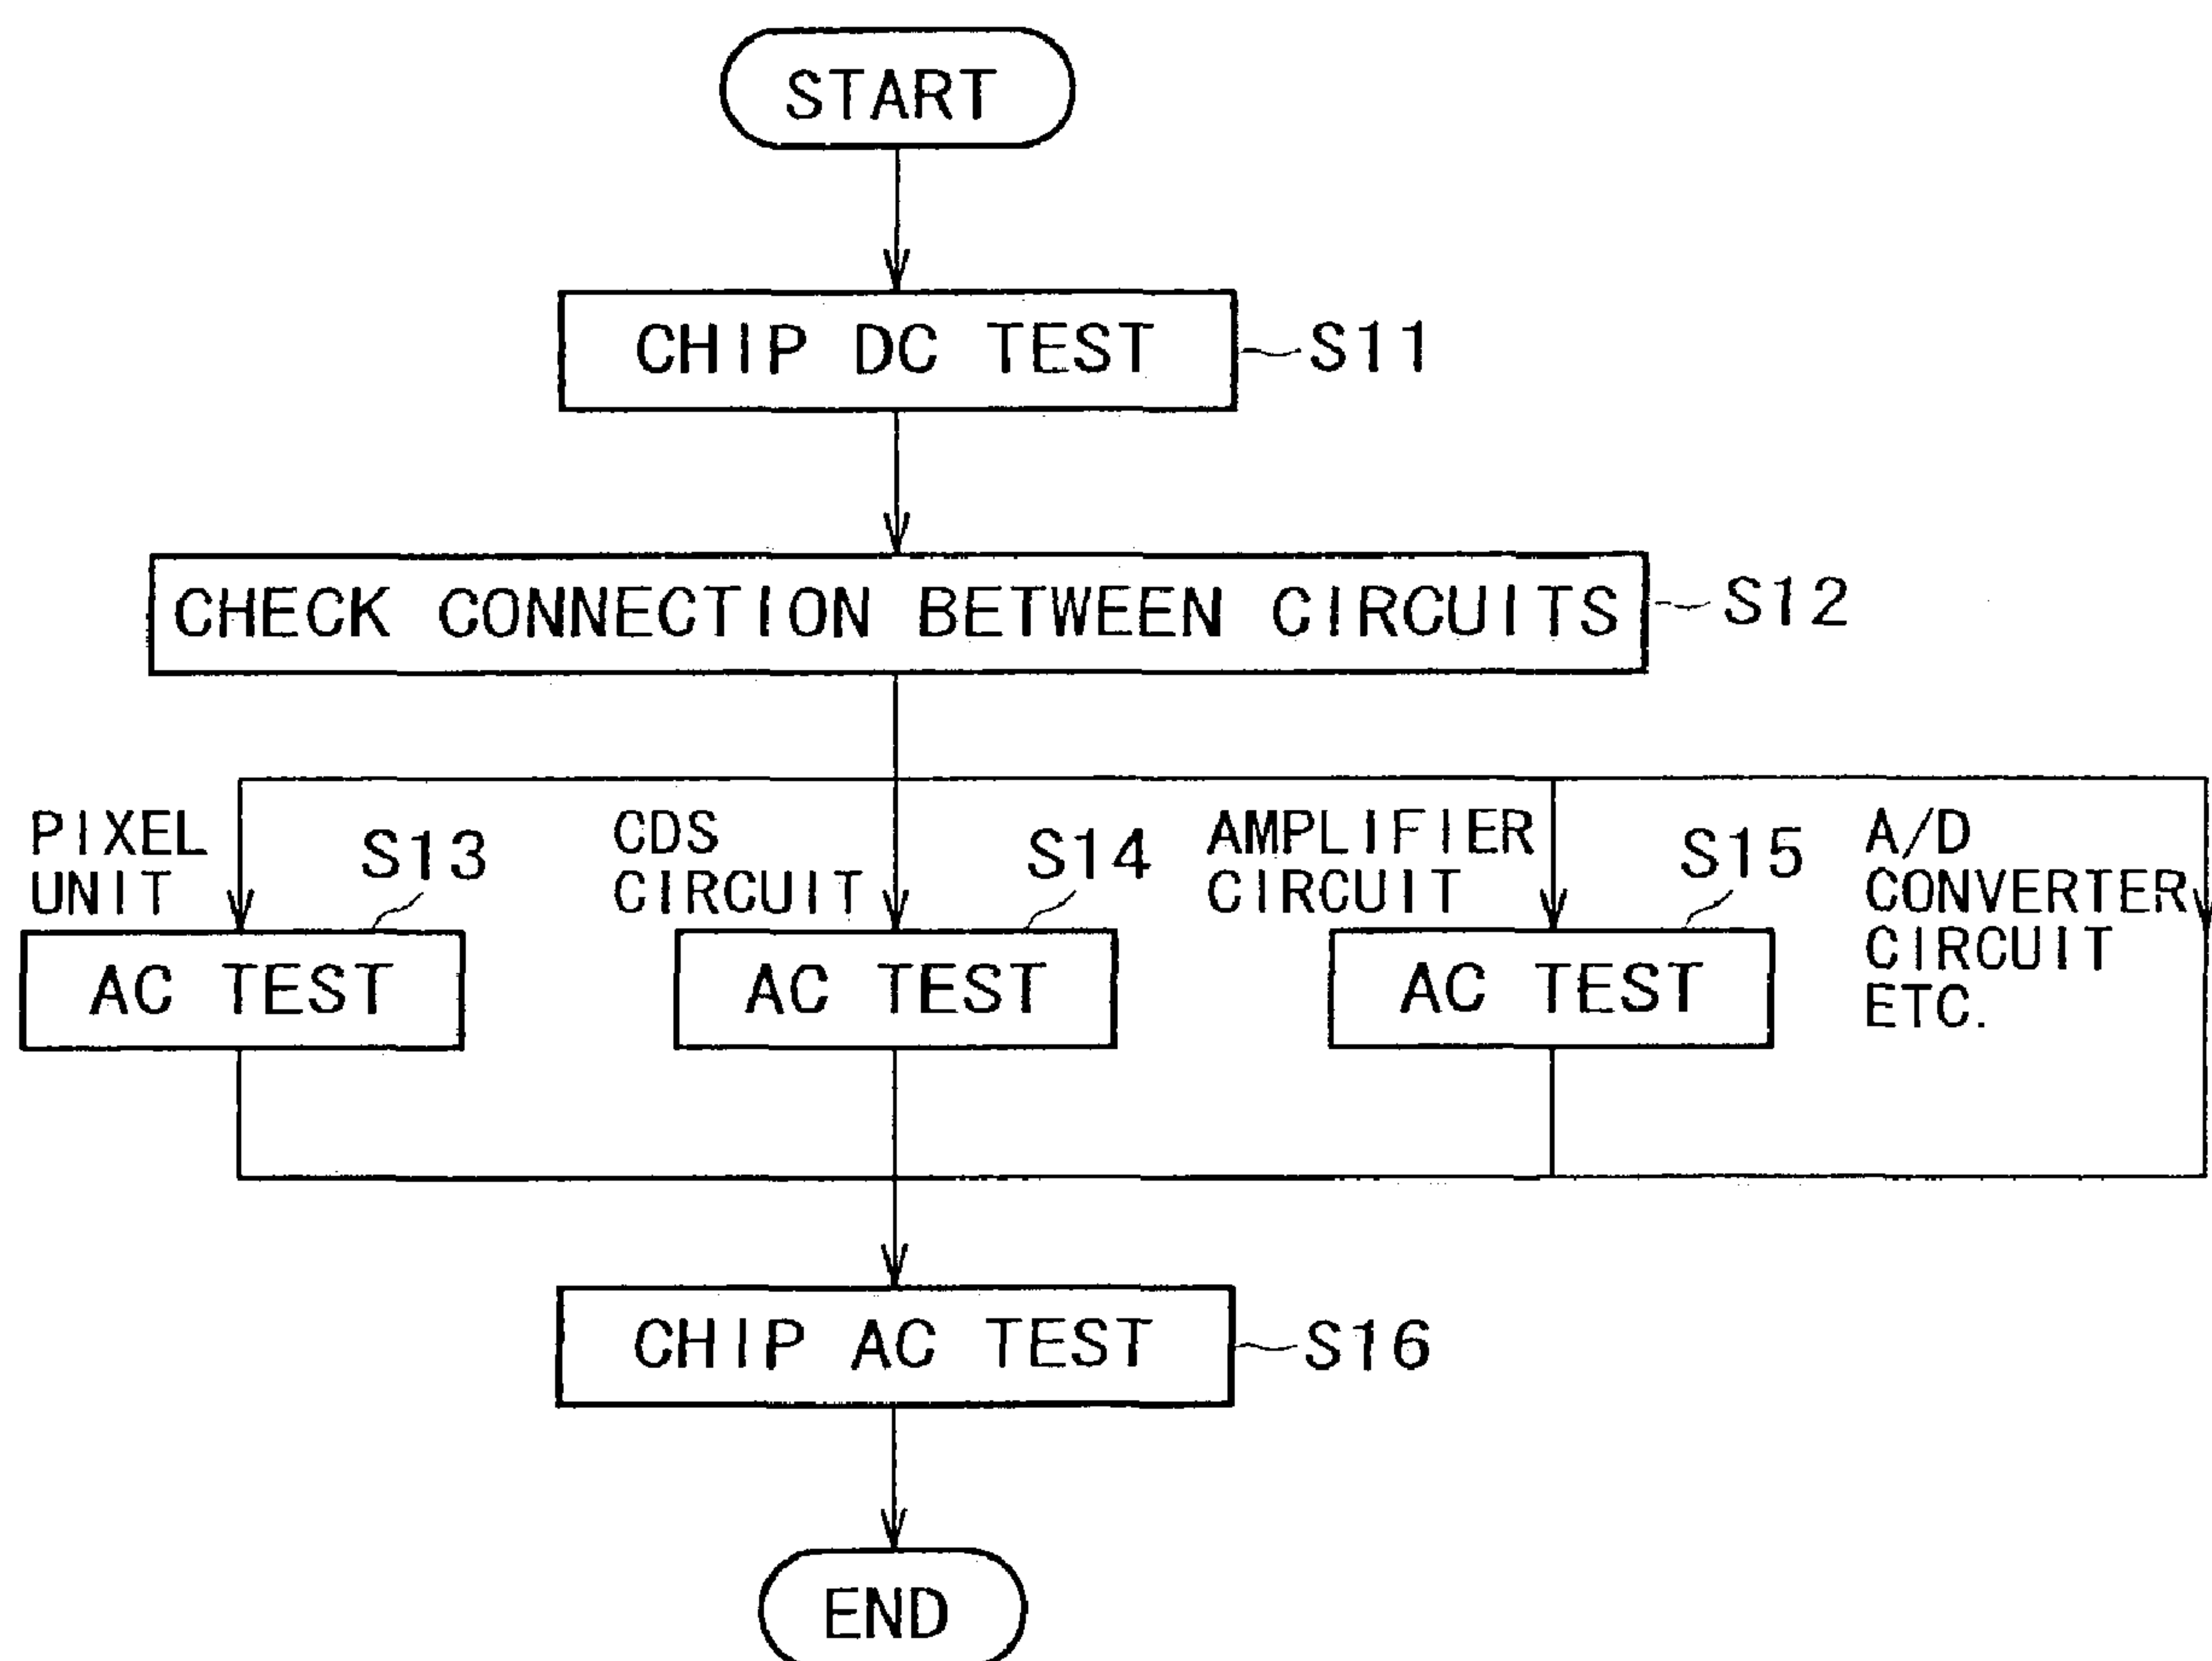 START
CHIP DC TEST
S11
CHECK CONNECTION BETWEEN CIRCUITS
S12
PIXEL
UNIT
S13
AC TEST
CDS
CIRCUIT
S14
AC TEST
AMPLIFIER
CIRCUIT
S15
AC TEST
A/D
CONVERTER
CIRCUIT
ETC.
CHIP AC TEST
S16
END